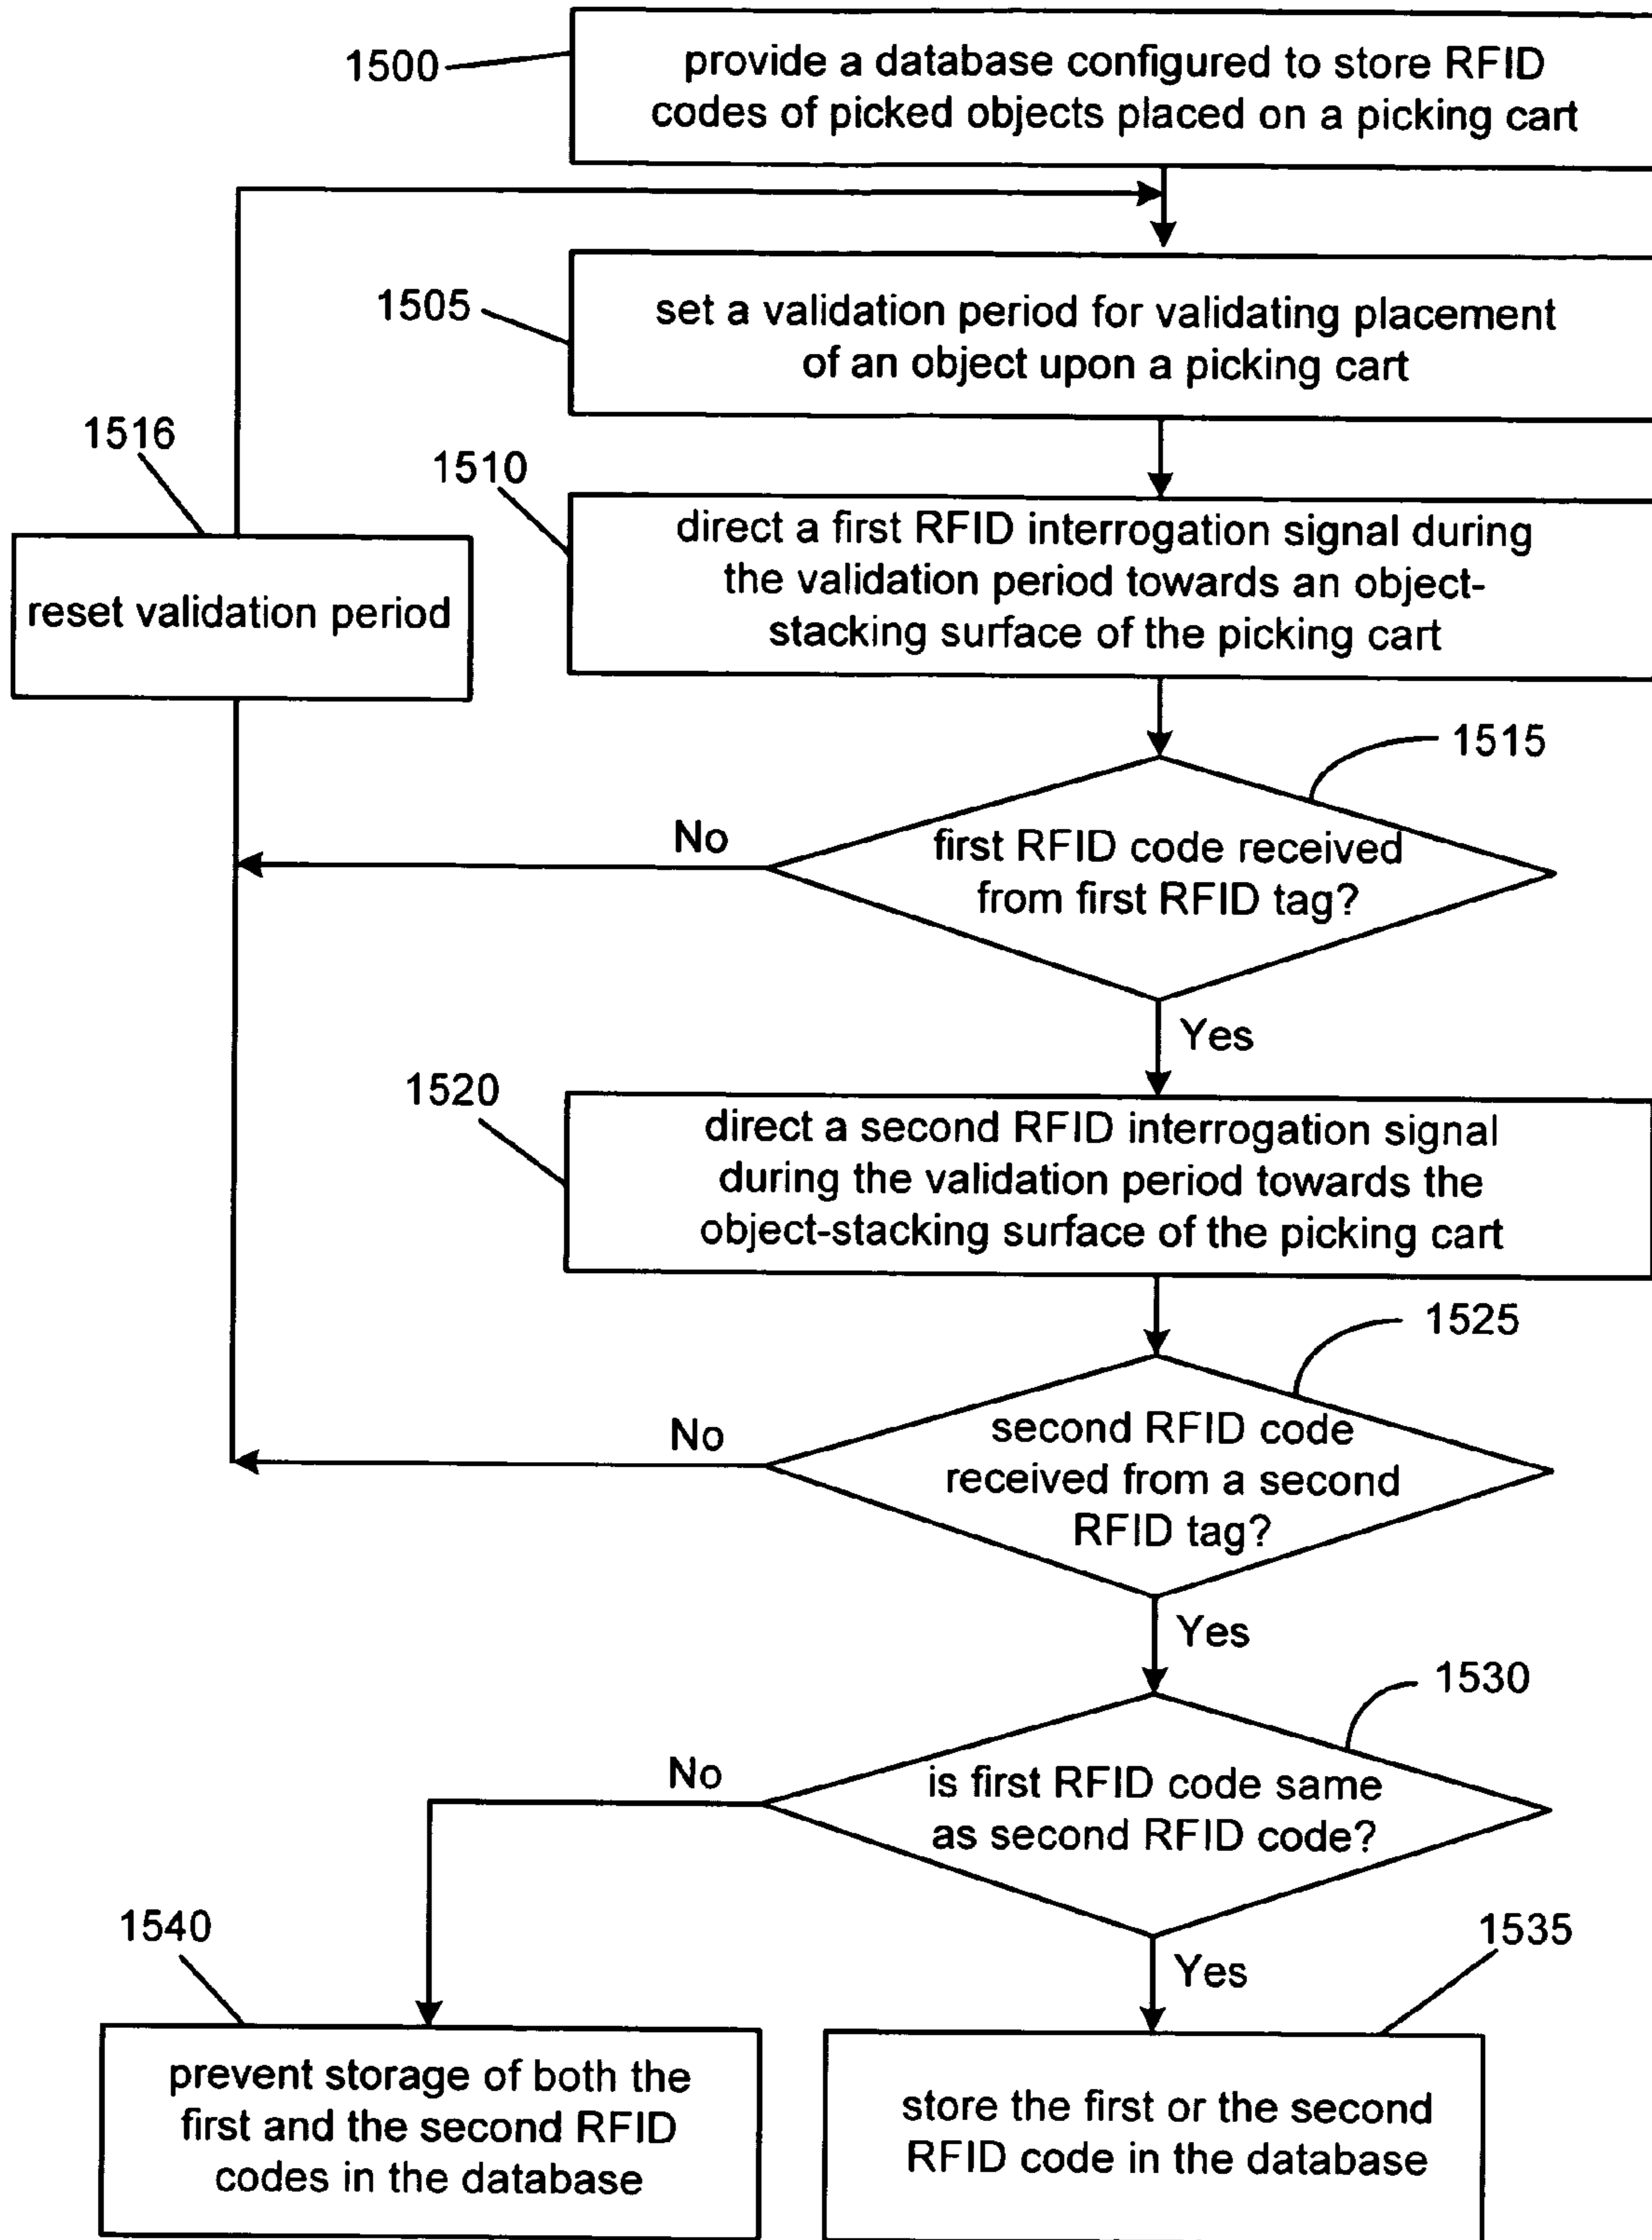 1500
provide a database configured to store RFID
codes of picked objects placed on a picking cart
1505
set a validation period for validating placement
of an object upon a picking cart
1516
reset validation period
1510
direct a first RFID interrogation signal during
the validation period towards an object-
stacking surface of the picking cart
1515
first RFID code received
from first RFID tag?
No
Yes
1520
direct a second RFID interrogation signal
during the validation period towards the
object-stacking surface of the picking cart
1525
second RFID code
received from a second
RFID tag?
No
Yes
1530
is first RFID code same
as second RFID code?
No
Yes
1540
prevent storage of both the
first and the second RFID
codes in the database
1535
store the first or the second
RFID code in the database